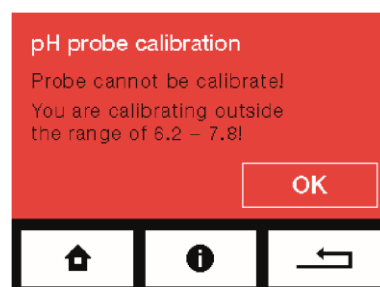 pH probe calibration
Probe cannot be calibrate!
You are calibrating outside
the range of 6.2 – 7.8!
OK